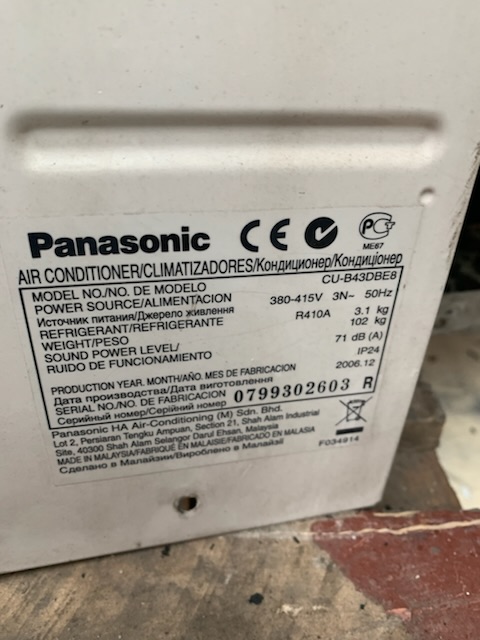 Panasonic CE PG
ME67
AIR CONDITIONER/CLIMATIZADORES/Кондиционер/Кондиціонер
MODEL NO./NO. DE MODELO CU-B43DBE8
POWER SOURCE/ALIMENTACION 380-415V 3N~ 50Hz
Источник питания/Джерело живлення
REFRIGERANT/REFRIGERANTE R410A 3.1 kg
WEIGHT/PESO 102 kg
SOUND POWER LEVEL/ 71 dB (A)
RUIDO DE FUNCIONAMIENTO IP24
PRODUCTION YEAR. MONTH/AÑO. MES DE FABRICACION 2006.12
Дата производства/Дата виготовлення
SERIAL NO./NO. DE FABRICACION 0799302603 R
Серийный номер/Серійний номер
Panasonic HA Air-Conditioning (M) Sdn. Bhd.
Lot 2, Persiaran Tengku Ampuan, Section 21, Shah Alam Industrial
Site, 40300 Shah Alam Selangor Darul Ehsan, Malaysia
MADE IN MALAYSIA/FABRIQUÉ EN MALAISIE/FABRICADO EN MALASIA
Сделано в Малайзии/Вироблено в Малайзії F034914